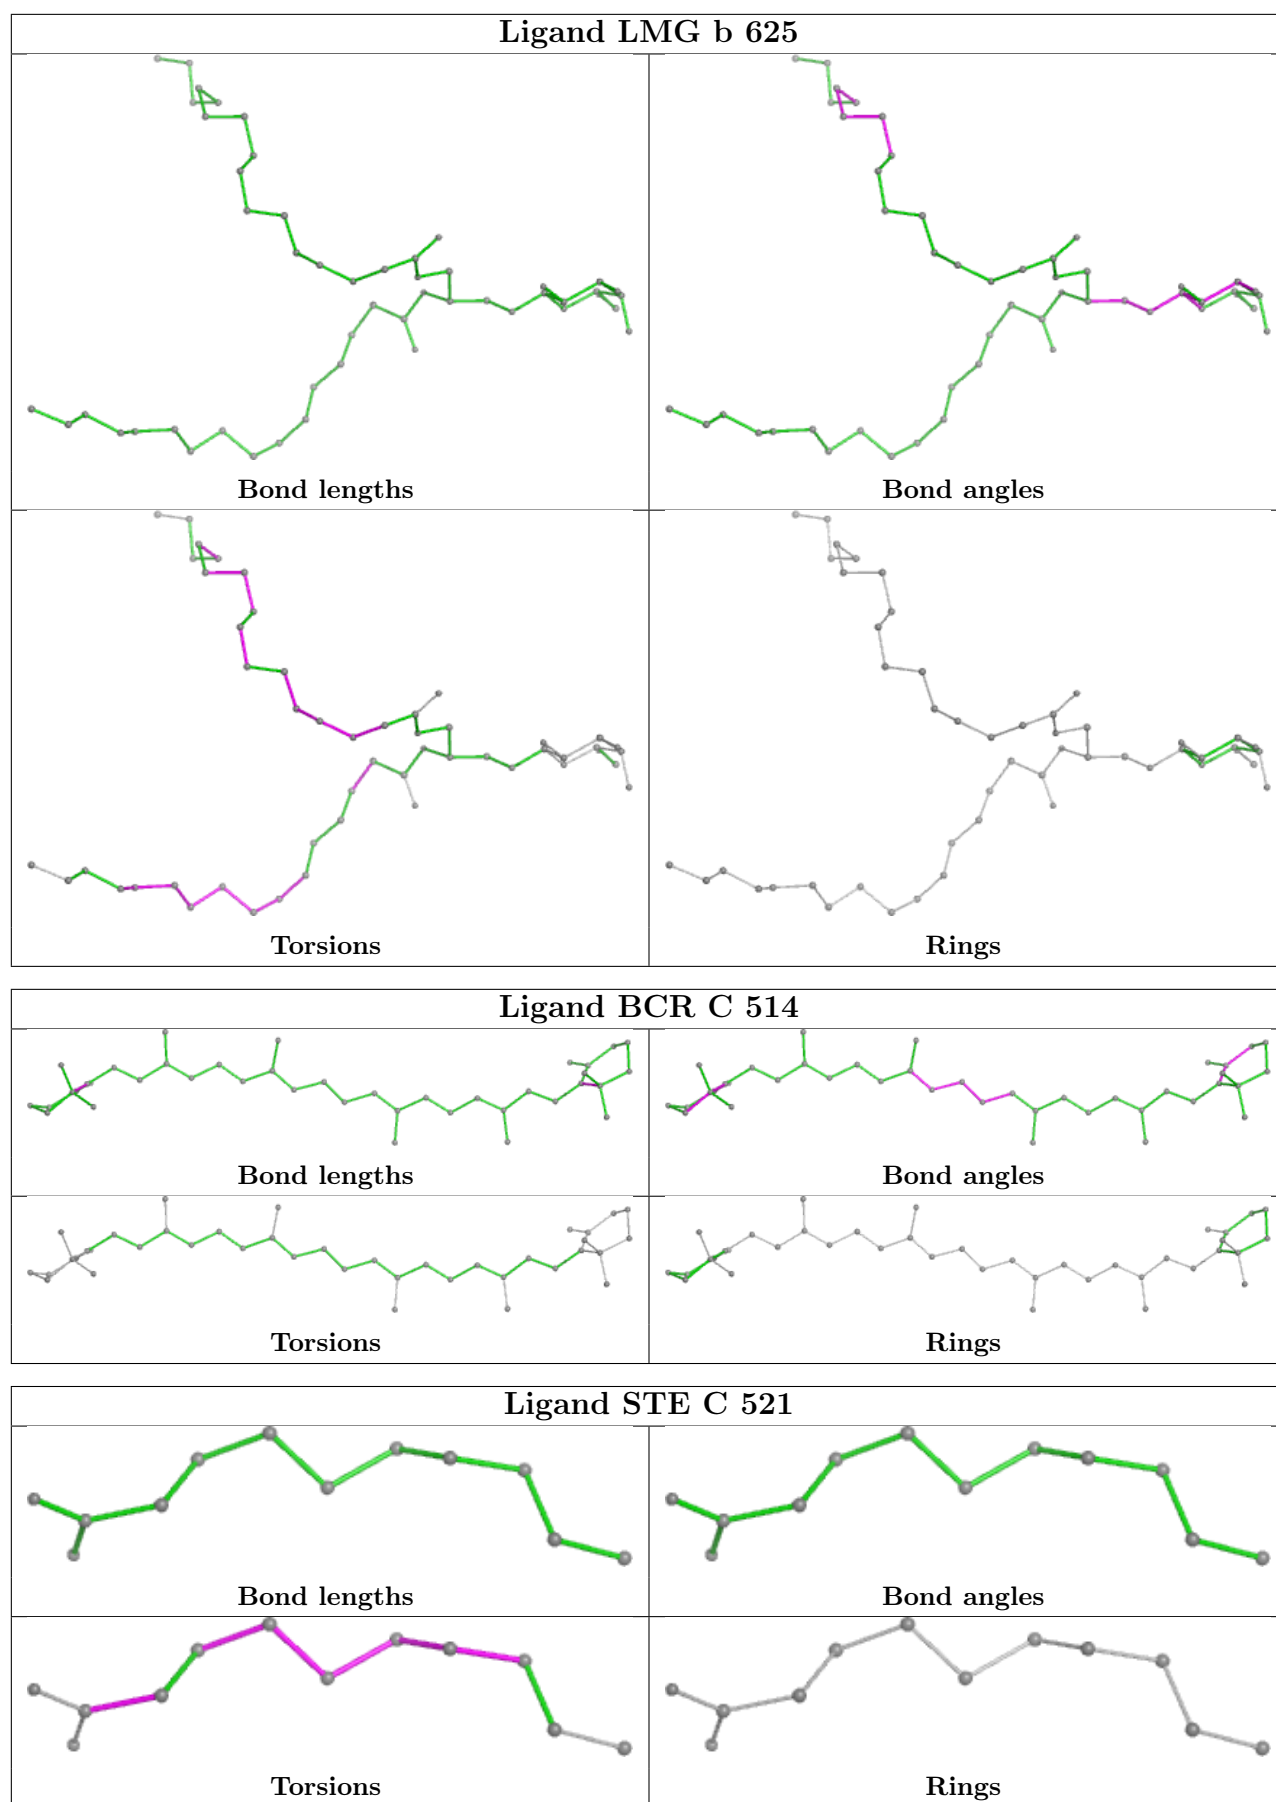 Ligand LMG b 625
Bond lengths
Bond angles
Torsions
Rings
Ligand BCR C 514
Bond lengths
Bond angles
Torsions
Rings
Ligand STE C 521
Bond lengths
Bond angles
Torsions
Rings